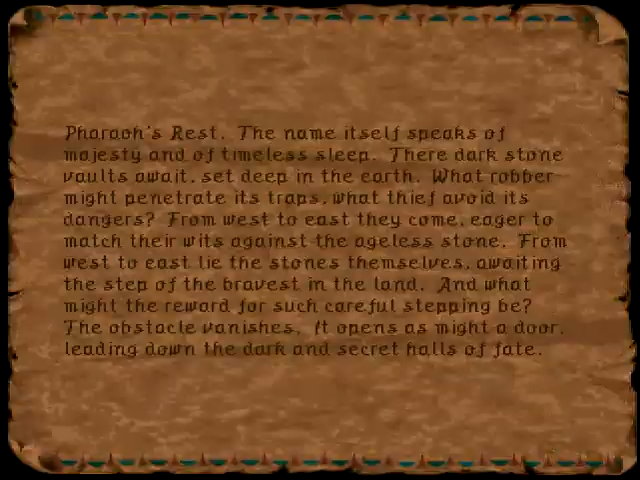 Pharaoh's Rest. The name itself speaks of
majesty and of timeless sleep. There dark stone
vaults await, set deep in the earth. What robber
might penetrate its traps, what thief avoid its
dangers? From west to east they come, eager to
match their wits against the ageless stone. From
west to east lie the stones themselves, awaiting
the step of the bravest in the land. And what
might the reward for such careful stepping be?
The obstacle vanishes. It opens as might a door,
leading down the dark and secret halls of fate.